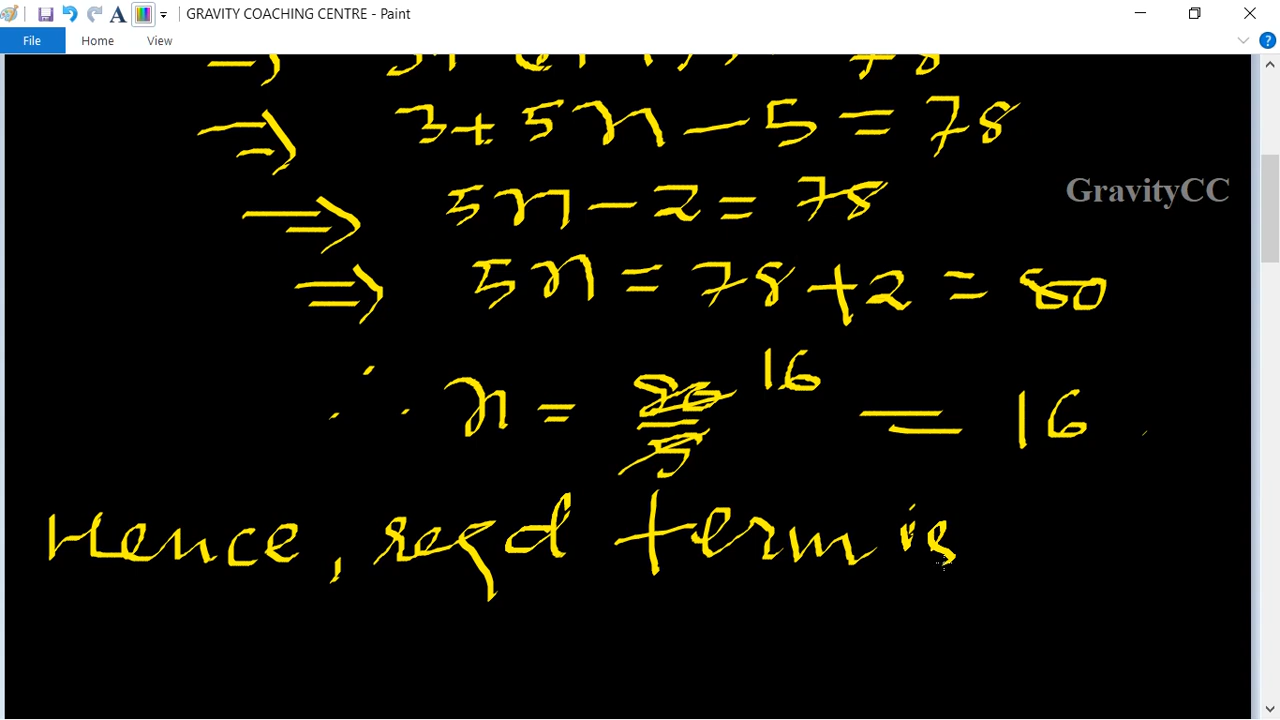 GRAVITY COACHING CENTRE - Paint
File Home View
⇒ 3+5n-5=78
GravityCC
⇒ 5n-2=78
⇒ 5n=78+2=80
∴ n = 80/5 16 = 16
Hence, reqd term is